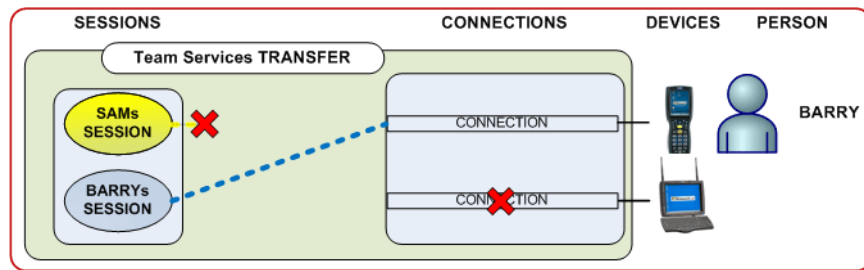 SESSIONS
CONNECTIONS
DEVICES
PERSON
Team Services TRANSFER
SAMs
SESSION
CONNECTION
BARRY
BARRYs
SESSION
CONNECTION